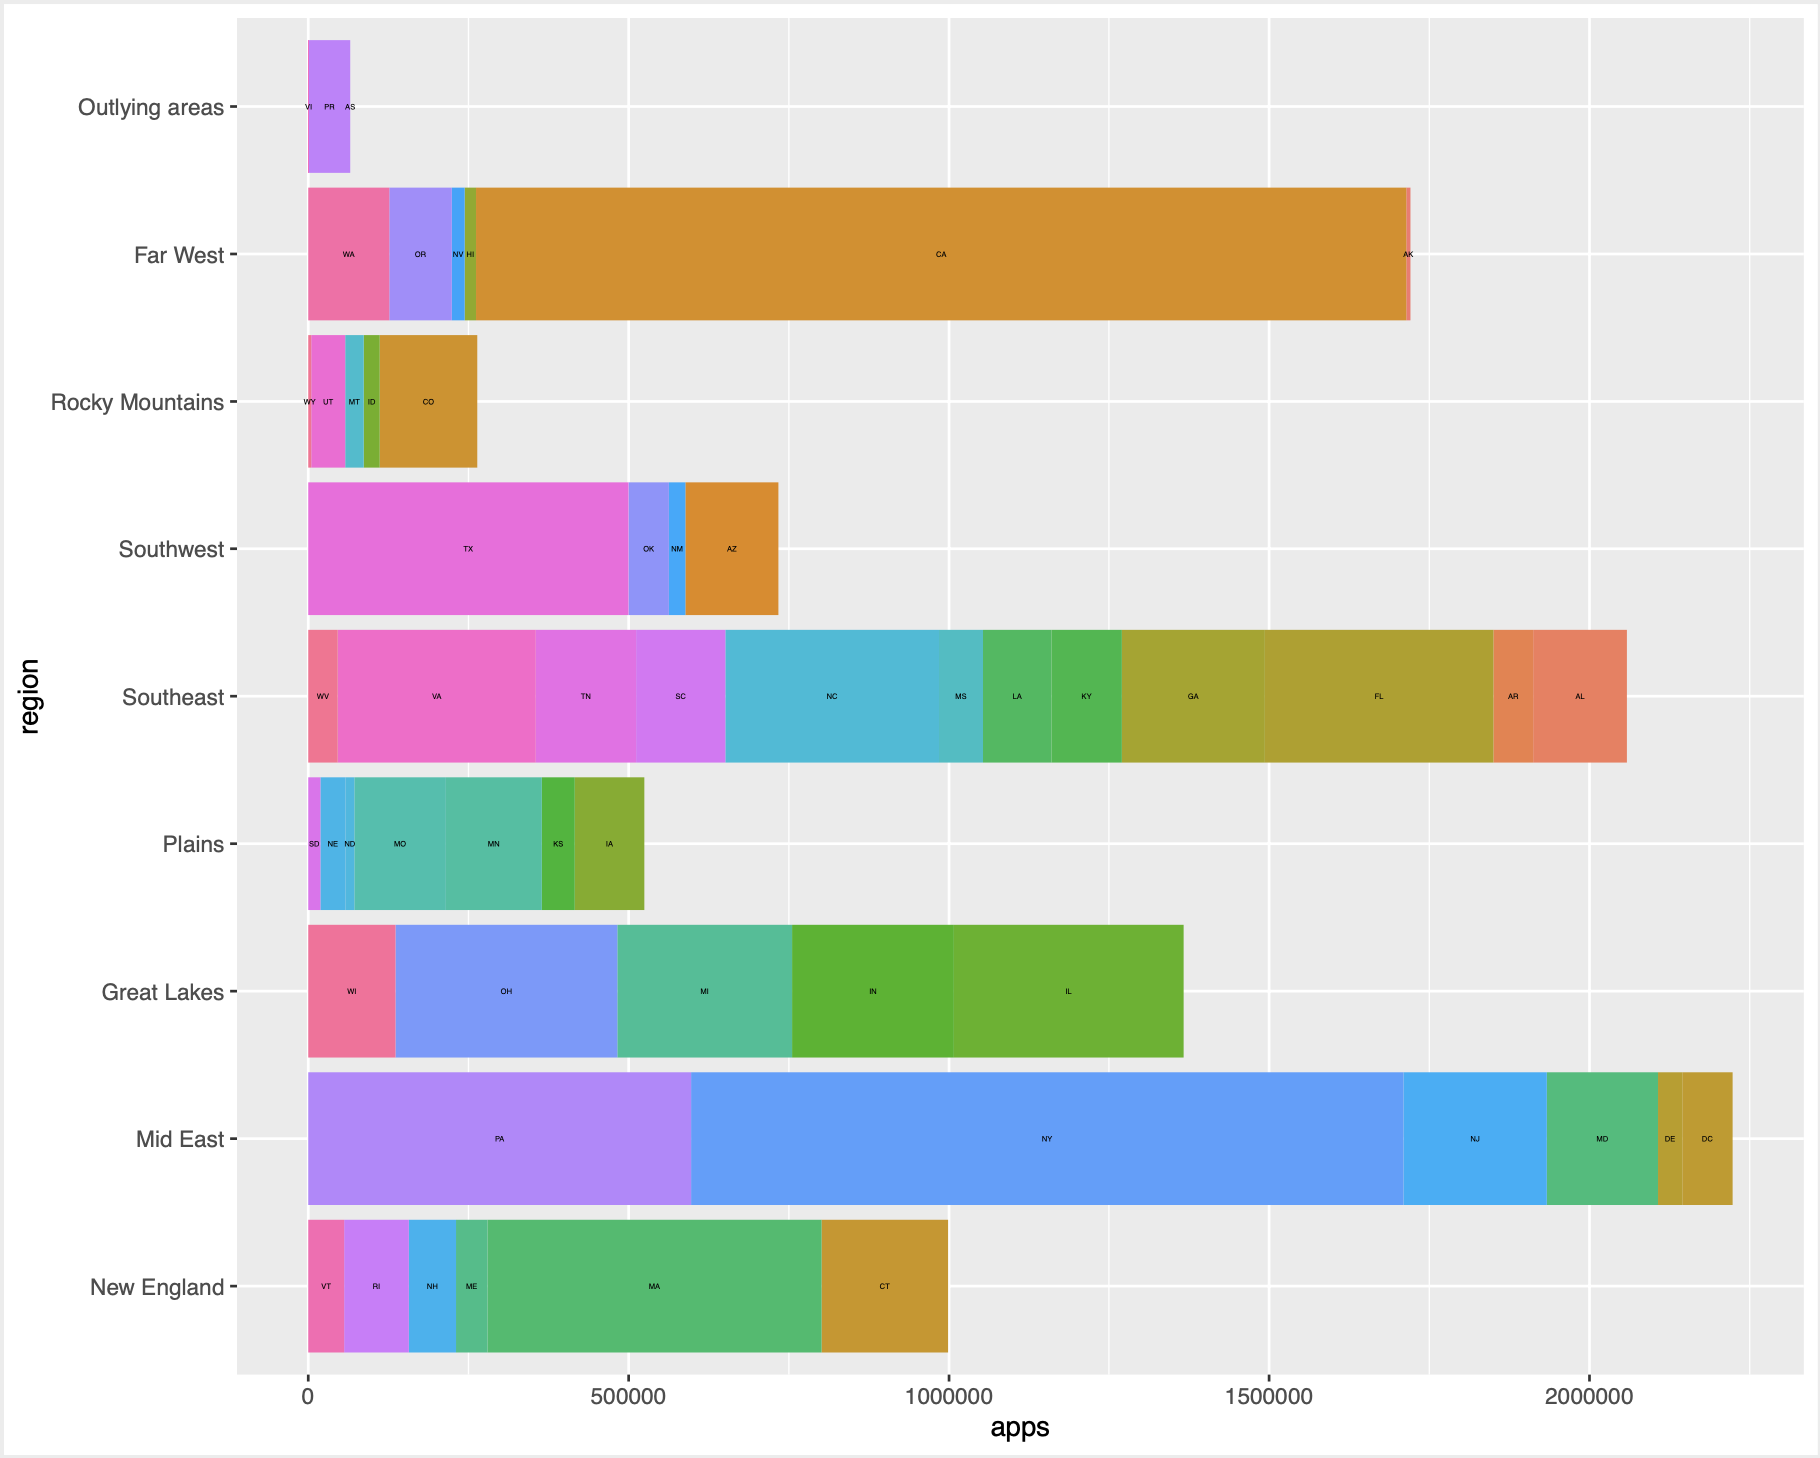 Outlying areas
VI PR AS
Far West
WA OR NV HI CA AK
Rocky Mountains
WY UT MT ID CO
Southwest
TX OK NM AZ
Southeast
WV VA TN SC NC MS LA KY GA FL AR AL
Plains
SD NE ND MO MN KS IA
Great Lakes
WI OH MI IN IL
Mid East
PA NY NJ MD DE DC
New England
VT RI NH ME MA CT
region
0 500000 1000000 1500000 2000000
apps